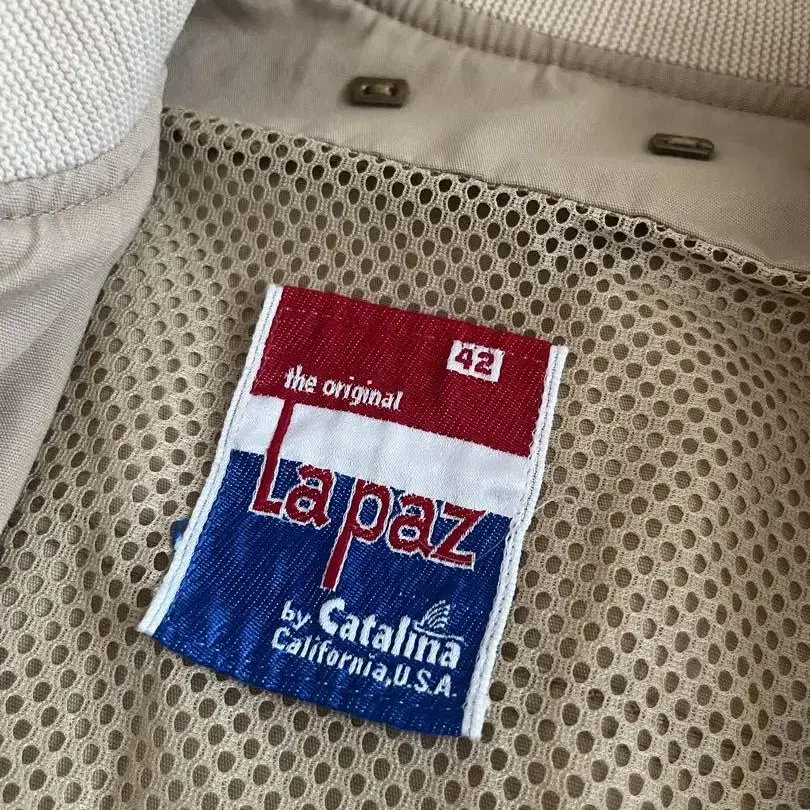 42
the original
La paz
by Catalina
California, U.S.A.